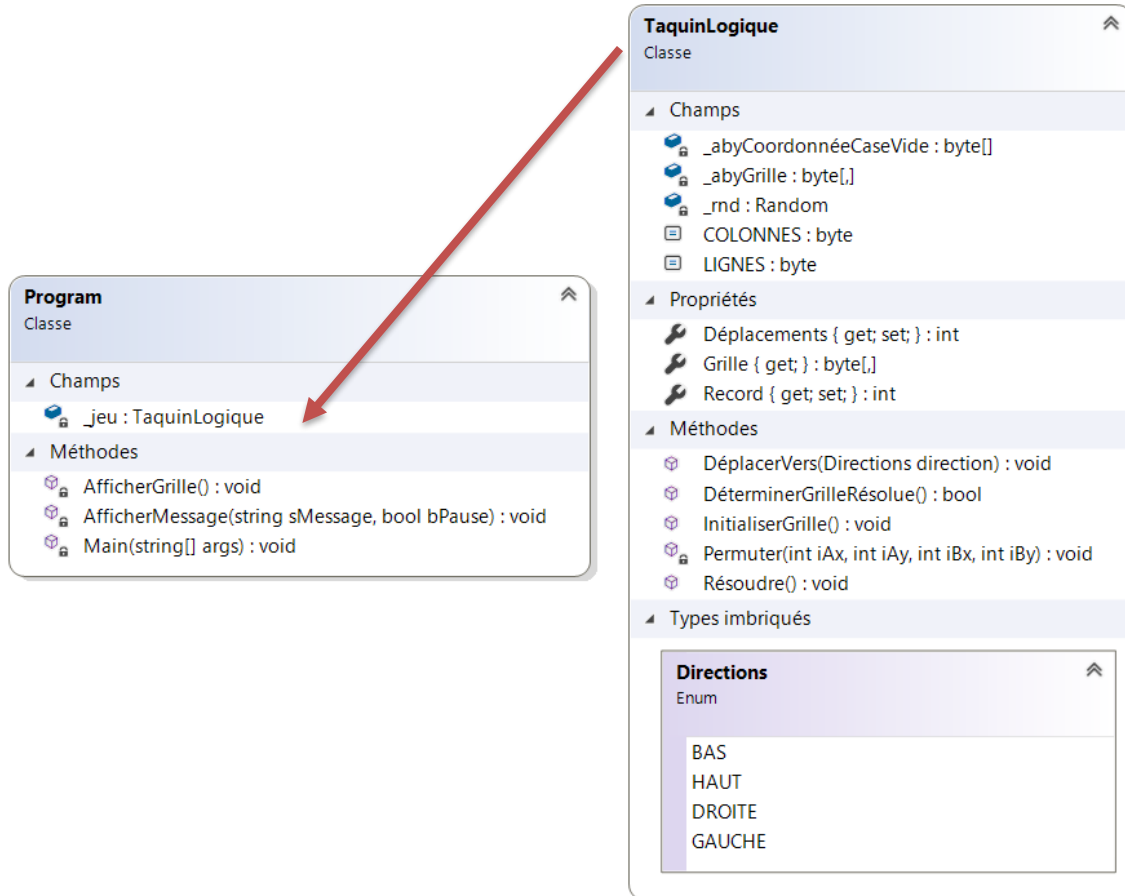 Program
Classe
Champs
_jeu : TaquinLogique
Méthodes
AfficherGrille() : void
AfficherMessage(string sMessage, bool bPause) : void
Main(string[] args) : void
TaquinLogique
Classe
Champs
_abyCoordonnéeCaseVide : byte[]
_abyGrille : byte[,]
_rnd : Random
COLONNES : byte
LIGNES : byte
Propriétés
Déplacements { get; set; } : int
Grille { get; } : byte[,]
Record { get; set; } : int
Méthodes
DéplacerVers(Directions direction) : void
DéterminerGrilleRésolue() : bool
InitialiserGrille() : void
Permuter(int iAx, int iAy, int iBx, int iBy) : void
Résoudre() : void
Types imbriqués
Directions
Enum
BAS
HAUT
DROITE
GAUCHE